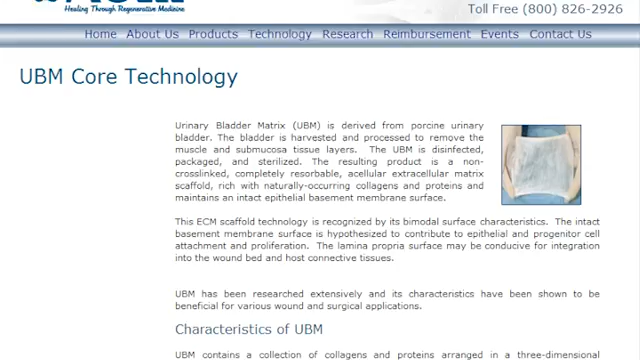 Healing Through Regenerative Medicine
Toll Free (800) 826-2926
Home About Us Products Technology Research Reimbursement Events Contact Us
UBM Core Technology
Urinary Bladder Matrix (UBM) is derived from porcine urinary
bladder. The bladder is harvested and processed to remove the
muscle and submucosa tissue layers. The UBM is disinfected,
packaged, and sterilized. The resulting product is a non-
crosslinked, completely resorbable, acellular extracellular matrix
scaffold, rich with naturally-occurring collagens and proteins and
maintains an intact epithelial basement membrane surface.
This ECM scaffold technology is recognized by its bimodal surface characteristics. The intact
basement membrane surface is hypothesized to contribute to epithelial and progenitor cell
attachment and proliferation. The lamina propria surface may be conducive for integration
into the wound bed and host connective tissues.
UBM has been researched extensively and its characteristics have been shown to be
beneficial for various wound and surgical applications.
Characteristics of UBM
UBM contains a collection of collagens and proteins arranged in a three-dimensional